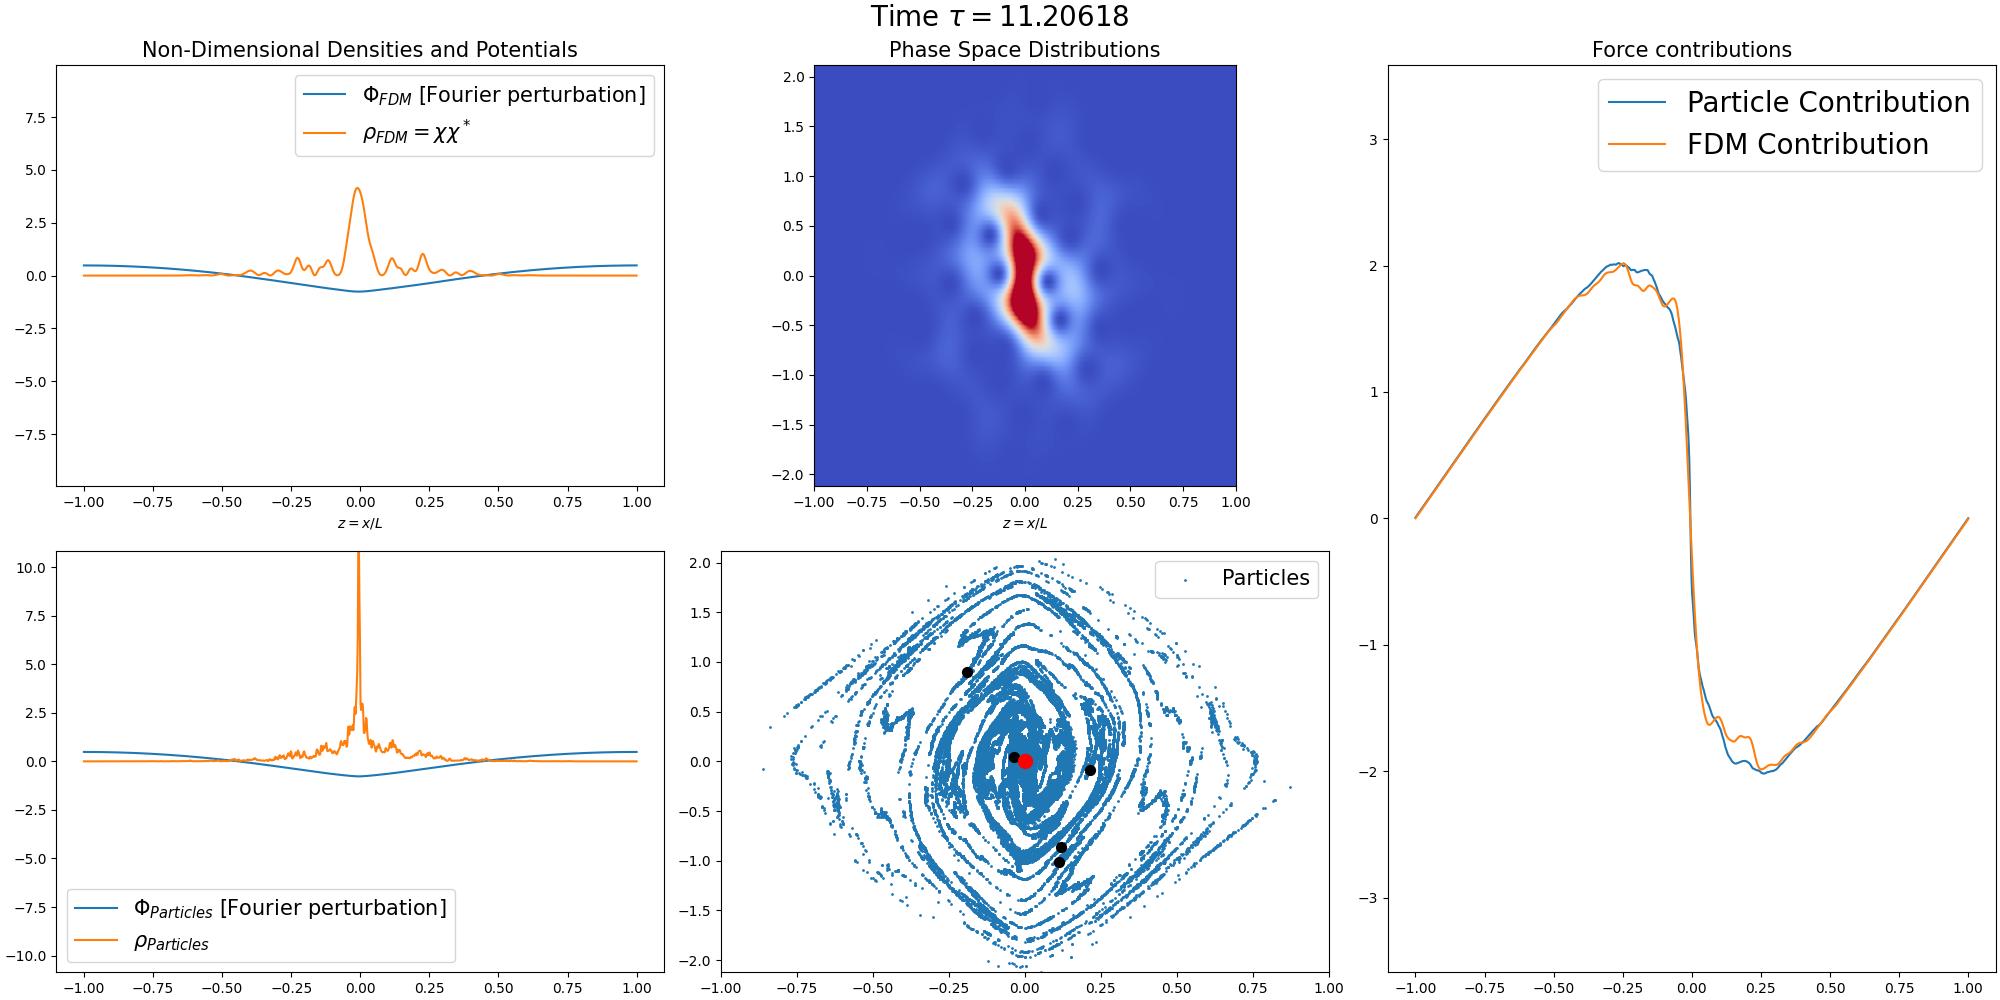 Time τ = 11.20618
Non-Dimensional Densities and Potentials
Φ_FDM [Fourier perturbation]
ρ_FDM = χχ*
7.5
5.0
2.5
0.0
−2.5
−5.0
−7.5
−1.00 −0.75 −0.50 −0.25 0.00 0.25 0.50 0.75 1.00
z = x/L
Phase Space Distributions
2.0
1.5
1.0
0.5
0.0
−0.5
−1.0
−1.5
−2.0
−1.00 −0.75 −0.50 −0.25 0.00 0.25 0.50 0.75 1.00
z = x/L
Force contributions
Particle Contribution
FDM Contribution
3
2
1
0
−1
−2
−3
−1.00 −0.75 −0.50 −0.25 0.00 0.25 0.50 0.75 1.00
10.0
7.5
5.0
2.5
0.0
−2.5
−5.0
−7.5
−10.0
Φ_Particles [Fourier perturbation]
ρ_Particles
−1.00 −0.75 −0.50 −0.25 0.00 0.25 0.50 0.75 1.00
Particles
2.0
1.5
1.0
0.5
0.0
−0.5
−1.0
−1.5
−2.0
−1.00 −0.75 −0.50 −0.25 0.00 0.25 0.50 0.75 1.00